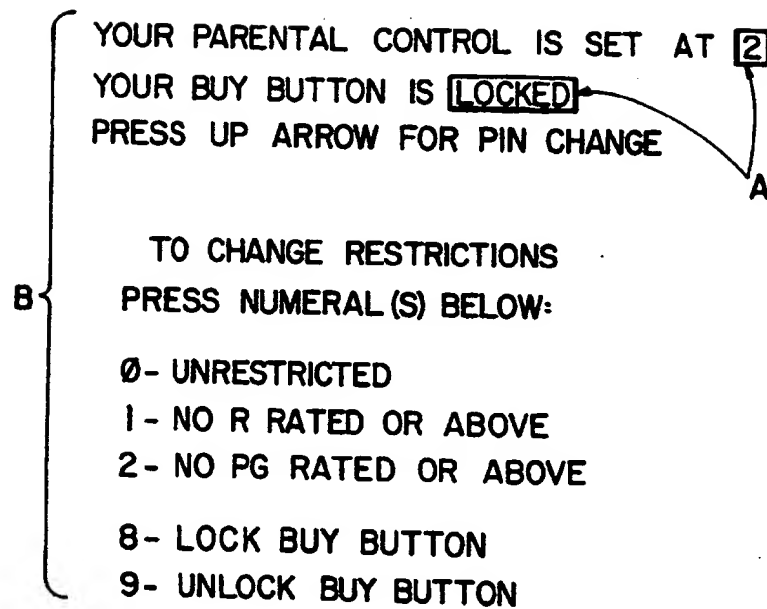 YOUR PARENTAL CONTROL IS SET AT 2
YOUR BUY BUTTON IS LOCKED
PRESS UP ARROW FOR PIN CHANGE
A
TO CHANGE RESTRICTIONS
B
PRESS NUMERAL(S) BELOW:
Ø- UNRESTRICTED
1- NO R RATED OR ABOVE
2- NO PG RATED OR ABOVE
8- LOCK BUY BUTTON
9- UNLOCK BUY BUTTON